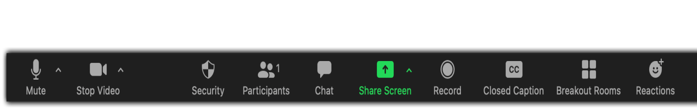 1
CC
Mute Stop Video Security Participants Chat Share Screen Record Closed Caption Breakout Rooms Reactions